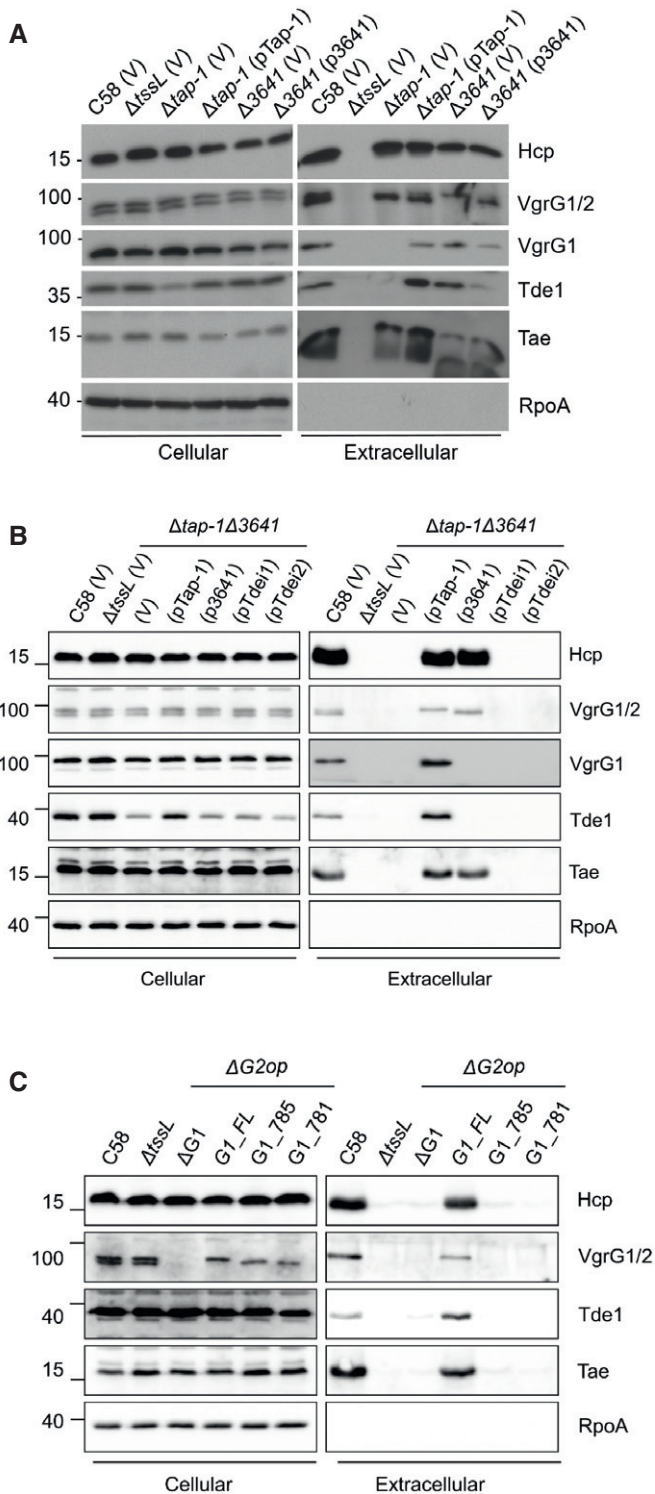 A
C58 (V)
ΔtssL (V)
Δtap-1 (V)
Δtap-1 (pTap-1)
Δ3641 (V)
Δ3641 (p3641)
C58 (V)
ΔtssL (V)
Δtap-1 (V)
Δtap-1 (pTap-1)
Δ3641 (V)
Δ3641 (p3641)
15 Hcp
100 VgrG1/2
100 VgrG1
35 Tde1
15 Tae
40 RpoA
Cellular Extracellular
B
Δtap-1Δ3641 Δtap-1Δ3641
C58 (V)
ΔtssL (V)
(V)
(pTap-1)
(p3641)
(pTdei1)
(pTdei2)
C58 (V)
ΔtssL (V)
(V)
(pTap-1)
(p3641)
(pTdei1)
(pTdei2)
15 Hcp
100 VgrG1/2
100 VgrG1
40 Tde1
15 Tae
40 RpoA
Cellular Extracellular
C
ΔG2op ΔG2op
C58
ΔtssL
ΔG1
G1_FL
G1_785
G1_781
C58
ΔtssL
ΔG1
G1_FL
G1_785
G1_781
15 Hcp
100 VgrG1/2
40 Tde1
15 Tae
40 RpoA
Cellular Extracellular